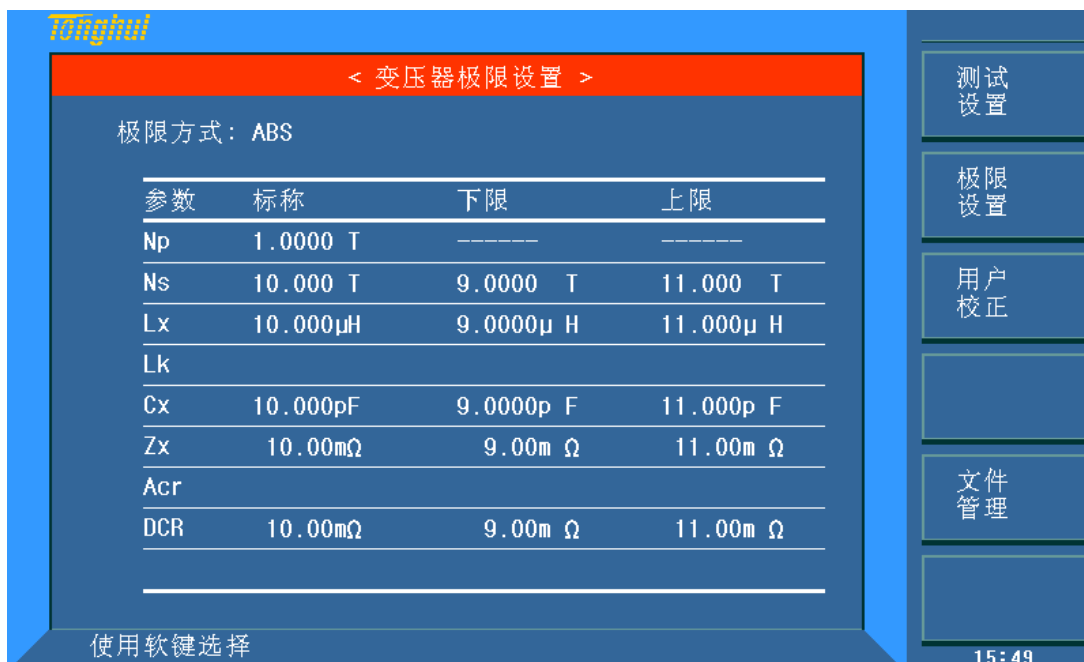 Tonghui
< 变压器极限设置 >
极限方式: ABS
参数 标称 下限 上限
Np 1.0000 T ------ ------
Ns 10.000 T 9.0000 T 11.000 T
Lx 10.000μH 9.0000μ H 11.000μ H
Lk
Cx 10.000pF 9.0000p F 11.000p F
Zx 10.00mΩ 9.00m Ω 11.00m Ω
Acr
DCR 10.00mΩ 9.00m Ω 11.00m Ω
使用软键选择
测试
设置
极限
设置
用户
校正
文件
管理
15:49